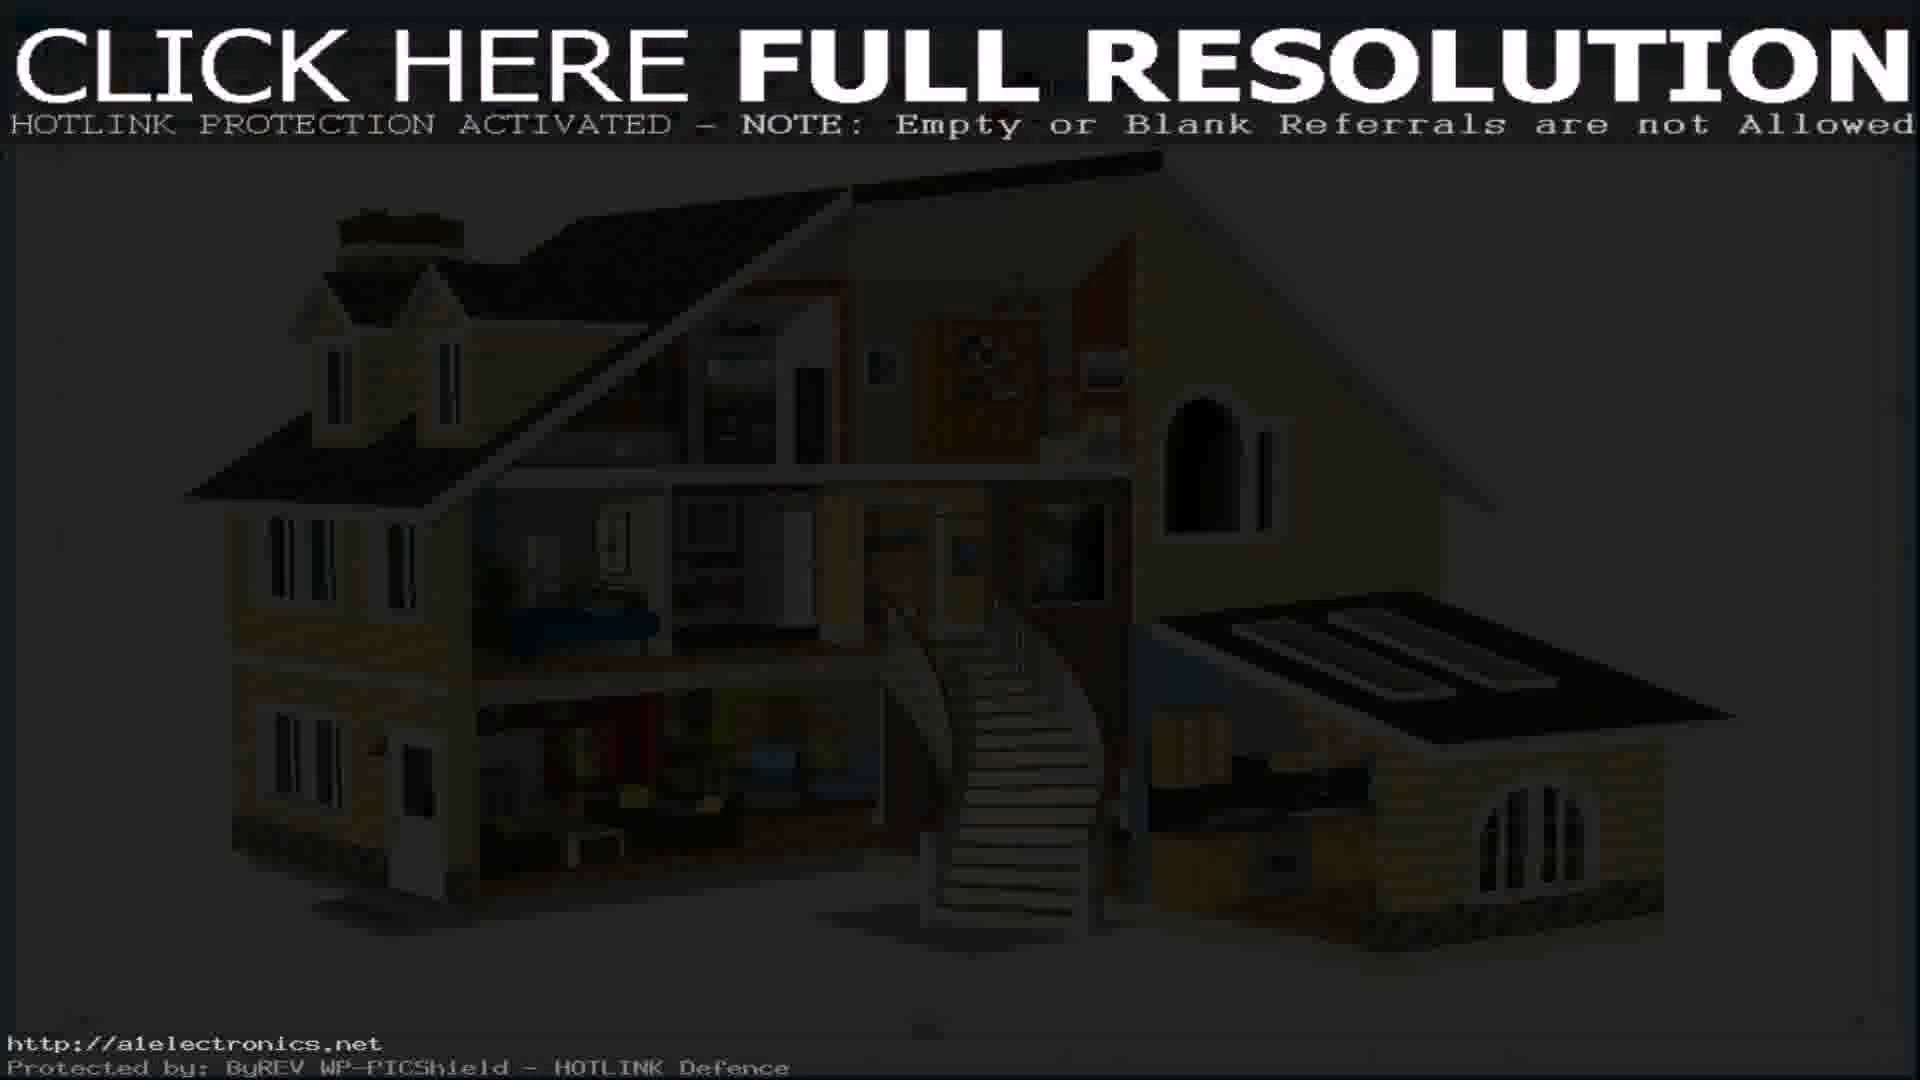 CLICK HERE FULL RESOLUTION
HOTLINK PROTECTION ACTIVATED - NOTE: Empty or Blank Referrals are not Allowed
http://a1electronics.net
Protected by: ByREV WP-PICShield - HOTLINK Defence